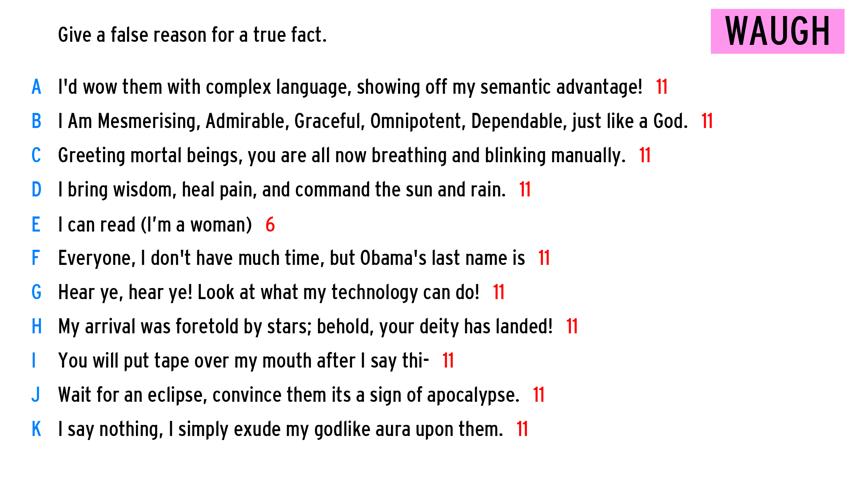 Give a false reason for a true fact.
WAUGH
A I'd wow them with complex language, showing off my semantic advantage! 11
B I Am Mesmerising, Admirable, Graceful, Omnipotent, Dependable, just like a God. 11
C Greeting mortal beings, you are all now breathing and blinking manually. 11
D I bring wisdom, heal pain, and command the sun and rain. 11
E I can read (I'm a woman) 6
F Everyone, I don't have much time, but Obama's last name is 11
G Hear ye, hear ye! Look at what my technology can do! 11
H My arrival was foretold by stars; behold, your deity has landed! 11
I You will put tape over my mouth after I say thi- 11
J Wait for an eclipse, convince them its a sign of apocalypse. 11
K I say nothing, I simply exude my godlike aura upon them. 11